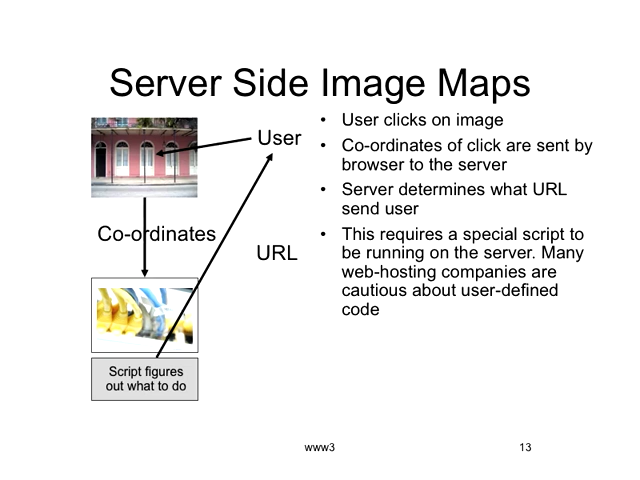 Server Side Image Maps
User
Co-ordinates
URL
Script figures
out what to do
• User clicks on image
• Co-ordinates of click are sent by
browser to the server
• Server determines what URL
send user
• This requires a special script to
be running on the server. Many
web-hosting companies are
cautious about user-defined
code
www3
13